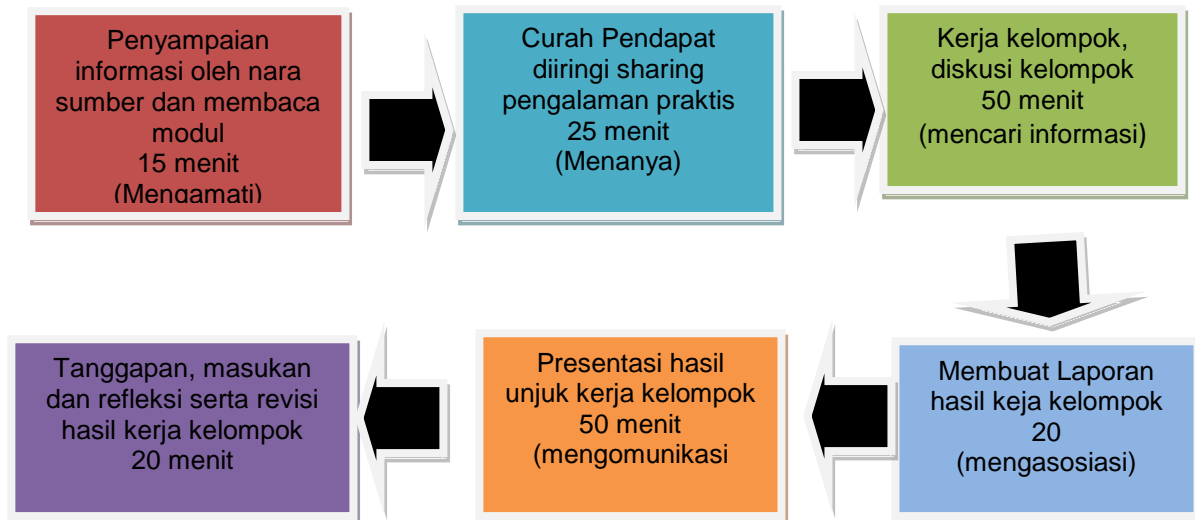 Penyampaian
informasi oleh nara
sumber dan membaca
modul
15 menit
(Mengamati)
Curah Pendapat
diiringi sharing
pengalaman praktis
25 menit
(Menanya)
Kerja kelompok,
diskusi kelompok
50 menit
(mencari informasi)
Membuat Laporan
hasil keja kelompok
20
(mengasosiasi)
Presentasi hasil
unjuk kerja kelompok
50 menit
(mengomunikasi
Tanggapan, masukan
dan refleksi serta revisi
hasil kerja kelompok
20 menit